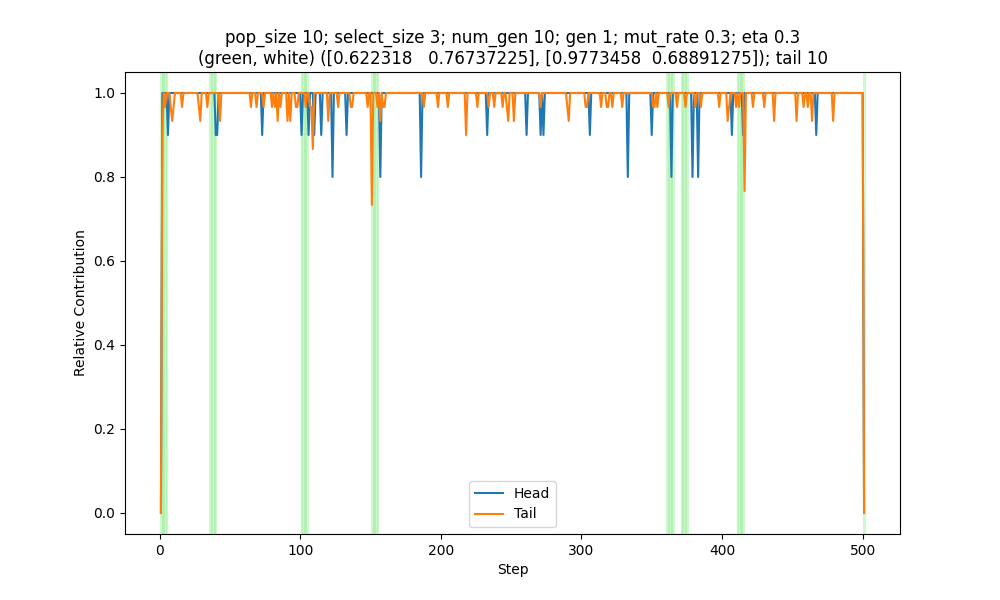 pop_size 10; select_size 3; num_gen 10; gen 1; mut_rate 0.3; eta 0.3
(green, white) ([0.622318   0.76737225], [0.9773458  0.68891275]); tail 10
1.0
0.8
0.6
0.4
0.2
0.0
Relative Contribution
Head
Tail
0
100
200
300
400
500
Step